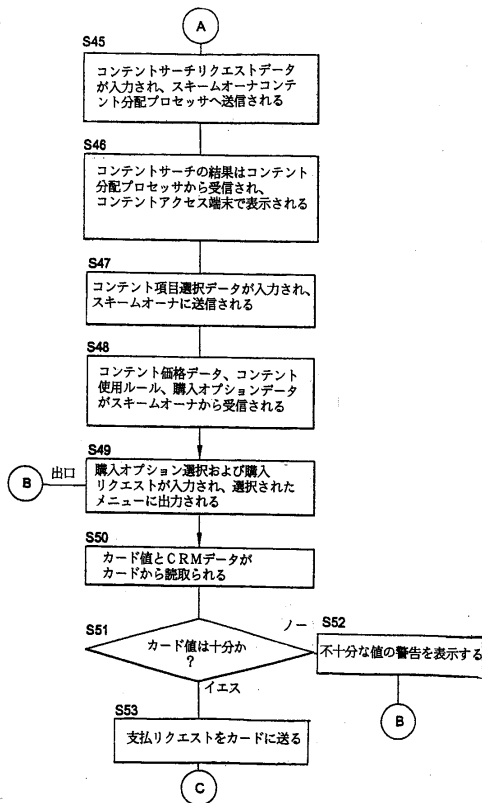 A
S45
コンテントサーチリクエストデータ
が入力され、スキームオーナコンテ
ント分配プロセッサへ送信される
S46
コンテントサーチの結果はコンテント
分配プロセッサから受信され、
コンテントアクセス端末で表示される
S47
コンテント項目選択データが入力され、
スキームオーナに送信される
S48
コンテント価格データ、コンテント
使用ルール、購入オプションデータ
がスキームオーナから受信される
S49
出口
B
購入オプション選択および購入
リクエストが入力され、選択された
メニューに出力される
S50
カード値とCRMデータが
カードから読取られる
S51
カード値は十分か
?
ノー
S52
不十分な値の警告を表示する
B
イエス
S53
支払リクエストをカードに送る
C